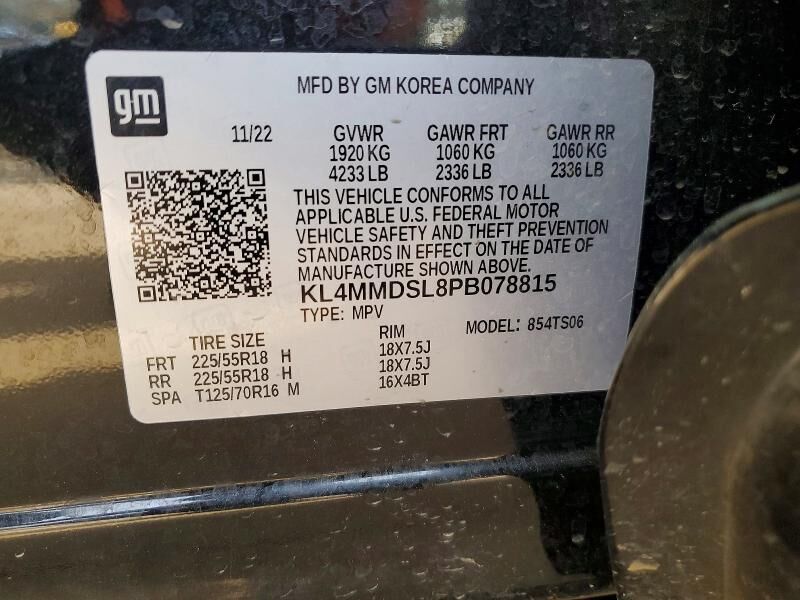 gm
MFD BY GM KOREA COMPANY
11/22 GVWR GAWR FRT GAWR RR
1920 KG 1060 KG 1060 KG
4233 LB 2336 LB 2336 LB
THIS VEHICLE CONFORMS TO ALL
APPLICABLE U.S. FEDERAL MOTOR
VEHICLE SAFETY AND THEFT PREVENTION
STANDARDS IN EFFECT ON THE DATE OF
MANUFACTURE SHOWN ABOVE.
KL4MMDSL8PB078815
TYPE: MPV MODEL: 854TS06
TIRE SIZE RIM
FRT 225/55R18 H 18X7.5J
RR 225/55R18 H 18X7.5J
SPA T125/70R16 M 16X4BT